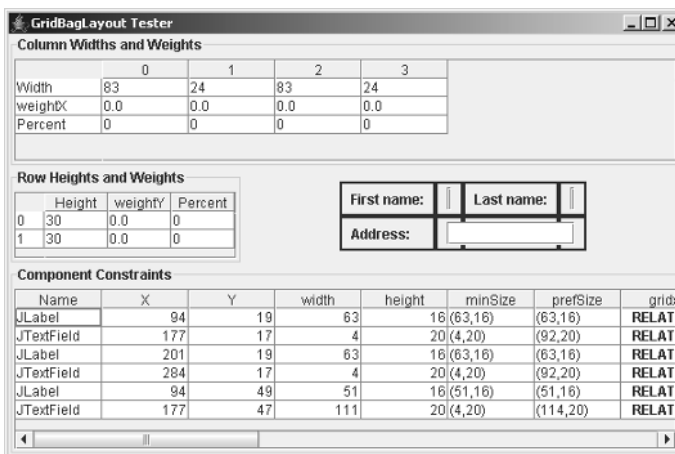 GridBagLayout Tester
Column Widths and Weights
0 1 2 3
Width 83 24 83 24
weightX 0.0 0.0 0.0 0.0
Percent 0 0 0 0
Row Heights and Weights
Height weightY Percent
0 30 0.0 0
1 30 0.0 0
First name: Last name:
Address:
Component Constraints
Name X Y width height minSize prefSize
JLabel 94 19 63 16 (63,16) (63,16) RELAT
JTextField 177 17 4 20 (4,20) (92,20) RELAT
JLabel 201 19 63 16 (63,16) (63,16) RELAT
JTextField 284 17 4 20 (4,20) (92,20) RELAT
JLabel 94 49 51 16 (51,16) (51,16) RELAT
JTextField 177 47 111 20 (4,20) (114,20) RELAT